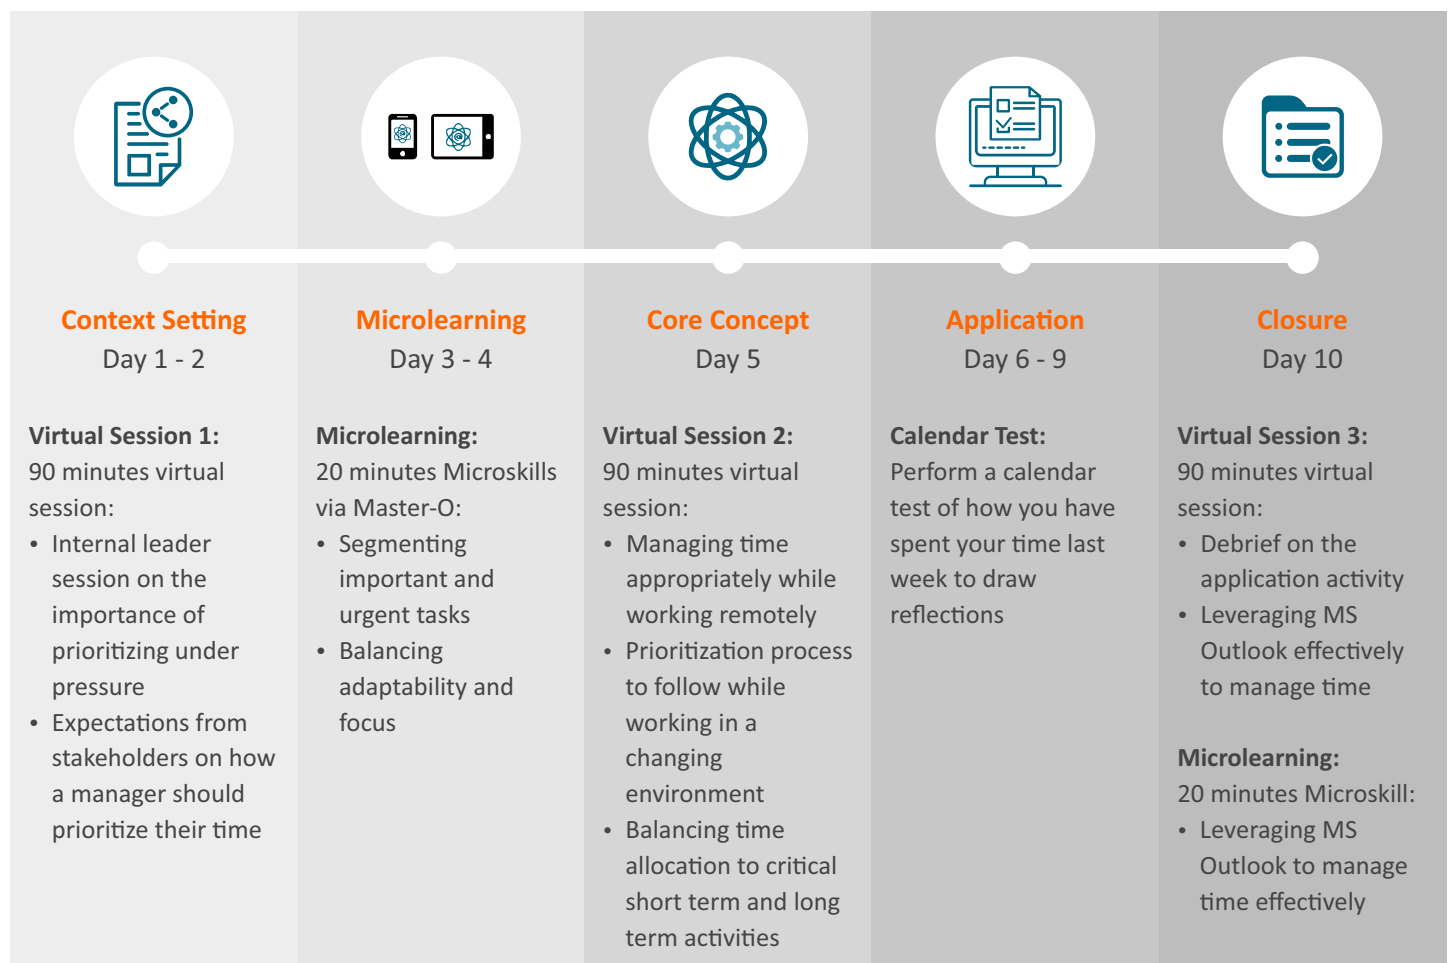 Context Setting
Day 1 - 2
Virtual Session 1:
90 minutes virtual
session:
• Internal leader
session on the
importance of
prioritizing under
pressure
• Expectations from
stakeholders on how
a manager should
prioritize their time
Microlearning
Day 3 - 4
Microlearning:
20 minutes Microskills
via Master-O:
• Segmenting
important and
urgent tasks
• Balancing
adaptability and
focus
Core Concept
Day 5
Virtual Session 2:
90 minutes virtual
session:
• Managing time
appropriately while
working remotely
• Prioritization process
to follow while
working in a
changing
environment
• Balancing time
allocation to critical
short term and long
term activities
Application
Day 6 - 9
Calendar Test:
Perform a calendar
test of how you have
spent your time last
week to draw
reflections
Closure
Day 10
Virtual Session 3:
90 minutes virtual
session:
• Debrief on the
application activity
• Leveraging MS
Outlook effectively
to manage time
Microlearning:
20 minutes Microskill:
• Leveraging MS
Outlook to manage
time effectively